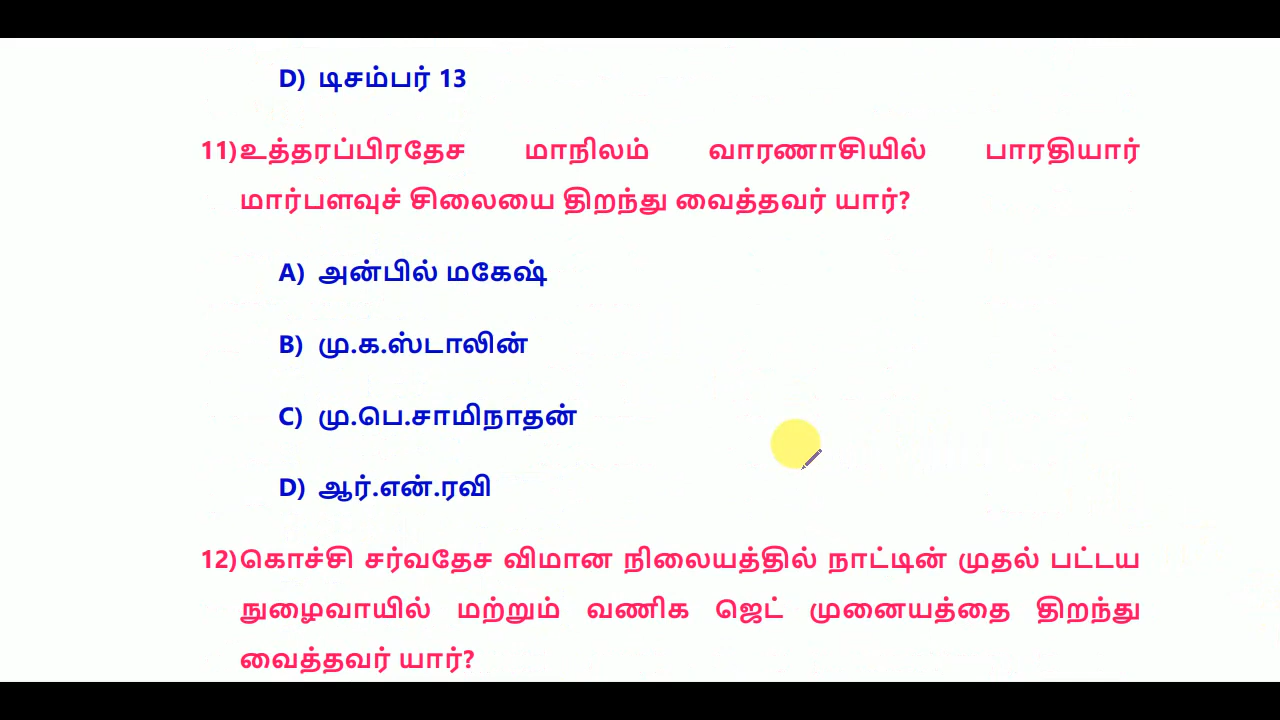 D) டிசம்பர் 13
11)உத்தரப்பிரதேச மாநிலம் வாரணாசியில் பாரதியார்
மார்பளவுச் சிலையை திறந்து வைத்தவர் யார்?
A) அன்பில் மகேஷ்
B) மு.க.ஸ்டாலின்
C) மு.பெ.சாமிநாதன்
D) ஆர்.என்.ரவி
12)கொச்சி சர்வதேச விமான நிலையத்தில் நாட்டின் முதல் பட்டய
நுழைவாயில் மற்றும் வணிக ஜெட் முனையத்தை திறந்து
வைத்தவர் யார்?